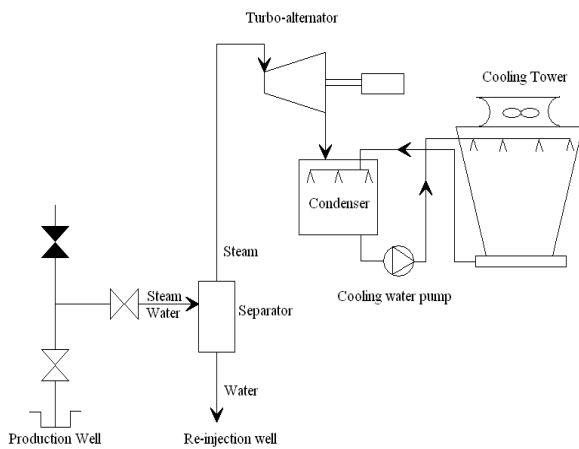 Turbo-alternator
Cooling Tower
Condenser
Steam
Cooling water pump
Steam
Water
Separator
Water
Production Well
Re-injection well